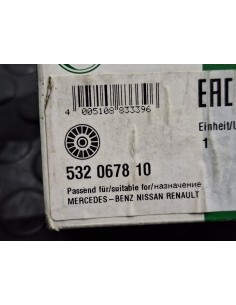 4 005108 833396
EAC
Einheit/U
1
532 0678 10
Passend für/suitable for/назначение
MERCEDES-BENZ NISSAN RENAULT